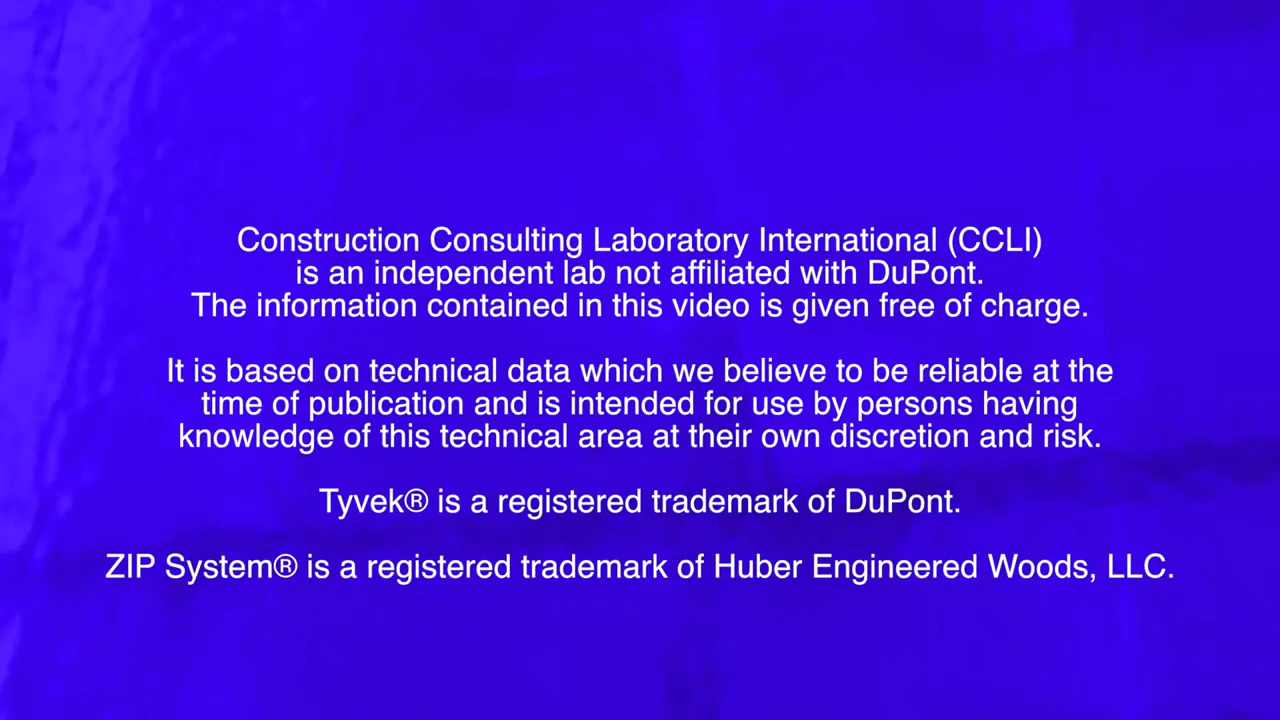 Construction Consulting Laboratory International (CCLI)
is an independent lab not affiliated with DuPont.
The information contained in this video is given free of charge.
It is based on technical data which we believe to be reliable at the
time of publication and is intended for use by persons having
knowledge of this technical area at their own discretion and risk.
Tyvek® is a registered trademark of DuPont.
ZIP System® is a registered trademark of Huber Engineered Woods, LLC.